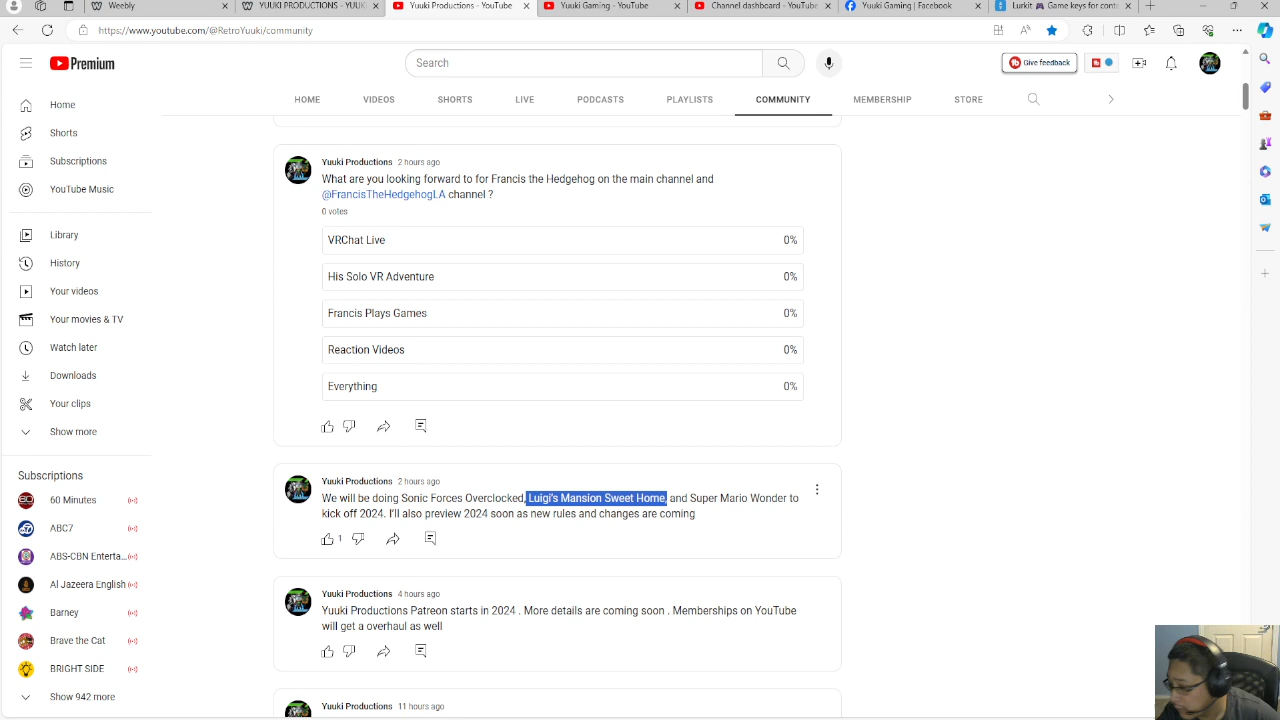 Weekly
YUUKI PRODUCTIONS - YUUKI
Yuuki Productions - YouTube
Yuuki Gaming - YouTube
Channel dashboard - YouTube
Yuuki Gaming | Facebook
Lurkit 🎮 Game keys for conte
https://www.youtube.com/@RetroYuuki/community
Premium
Search
Give feedback
HOME
VIDEOS
SHORTS
LIVE
PODCASTS
PLAYLISTS
COMMUNITY
MEMBERSHIP
STORE
Home
Shorts
Subscriptions
YouTube Music
Library
History
Your videos
Your movies & TV
Watch later
Downloads
Your clips
Show more
Subscriptions
60 Minutes
ABC7
ABS-CBN Enterta...
Al Jazeera English
Barney
Brave the Cat
BRIGHT SIDE
Show 942 more
Yuuki Productions 2 hours ago
What are you looking forward to for Francis the Hedgehog on the main channel and
@FrancisTheHedgehogLA channel ?
0 votes
VRChat Live 0%
His Solo VR Adventure 0%
Francis Plays Games 0%
Reaction Videos 0%
Everything 0%
Yuuki Productions 2 hours ago
We will be doing Sonic Forces Overclocked, Luigi's Mansion Sweet Home, and Super Mario Wonder to
kick off 2024. I'll also preview 2024 soon as new rules and changes are coming
1
Yuuki Productions 4 hours ago
Yuuki Productions Patreon starts in 2024 . More details are coming soon . Memberships on YouTube
will get a overhaul as well
Yuuki Productions 11 hours ago